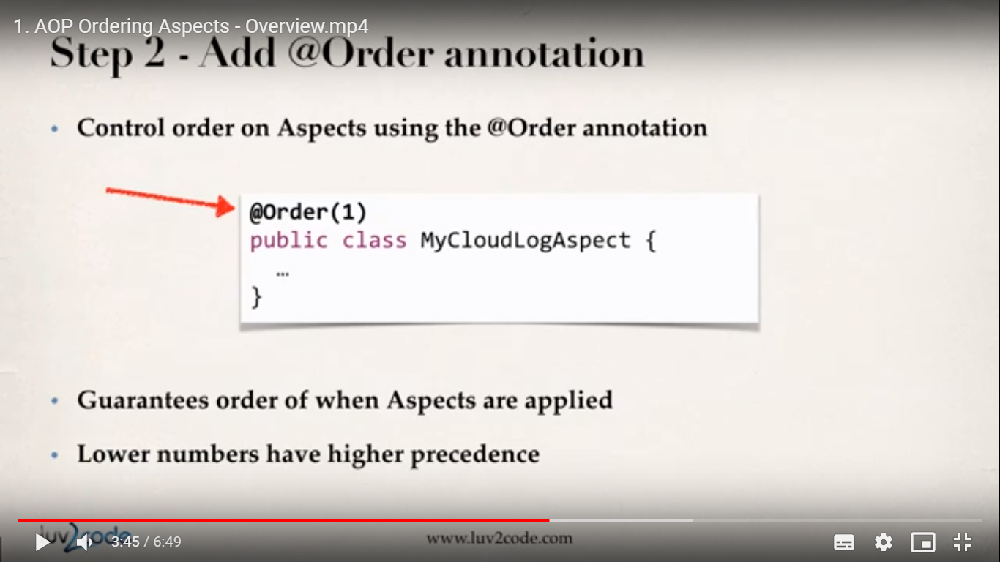 1. AOP Ordering Aspects - Overview.mp4
Step 2 - Add @Order annotation
• Control order on Aspects using the @Order annotation
@Order(1)
public class MyCloudLogAspect {
…
}
• Guarantees order of when Aspects are applied
• Lower numbers have higher precedence
luv2code
www.luv2code.com
3:45 / 6:49